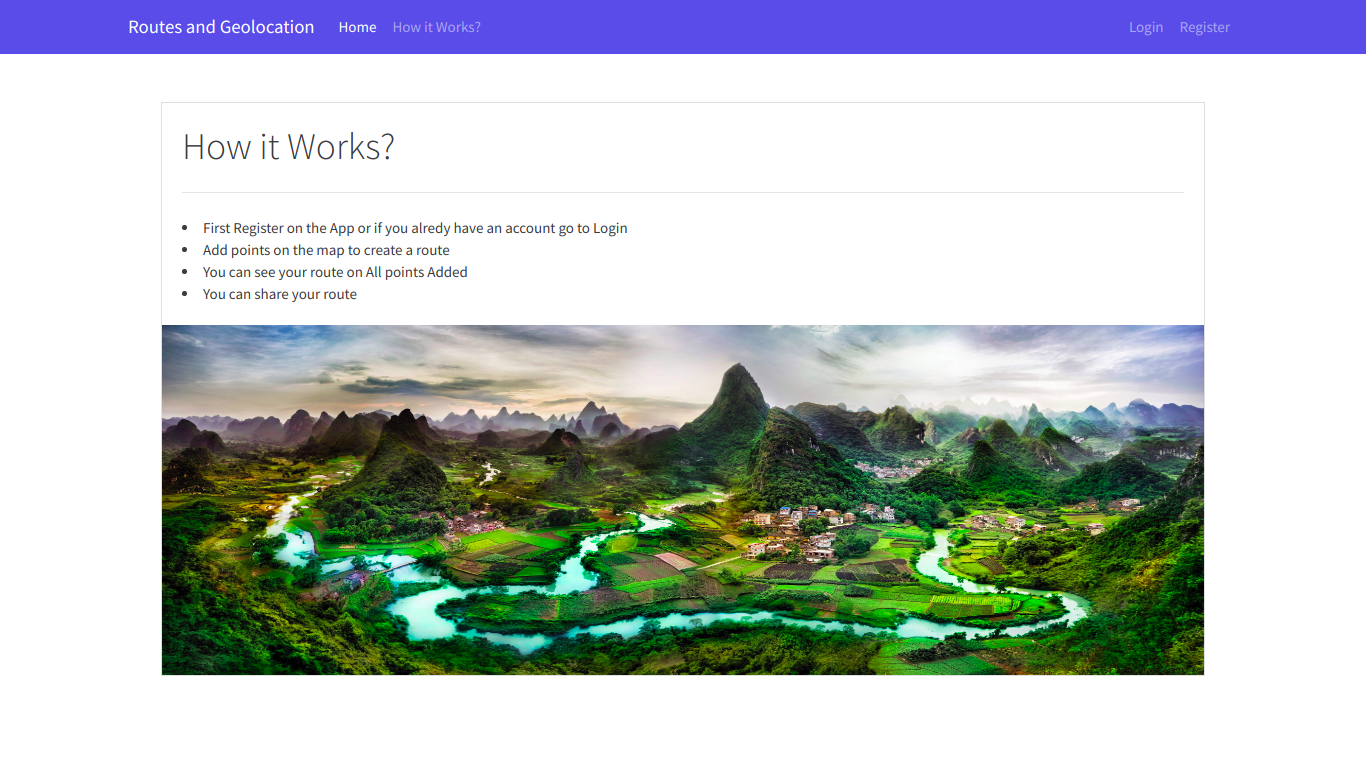 Routes and Geolocation Home How it Works? Login Register
How it Works?
First Register on the App or if you alredy have an account go to Login
Add points on the map to create a route
You can see your route on All points Added
You can share your route